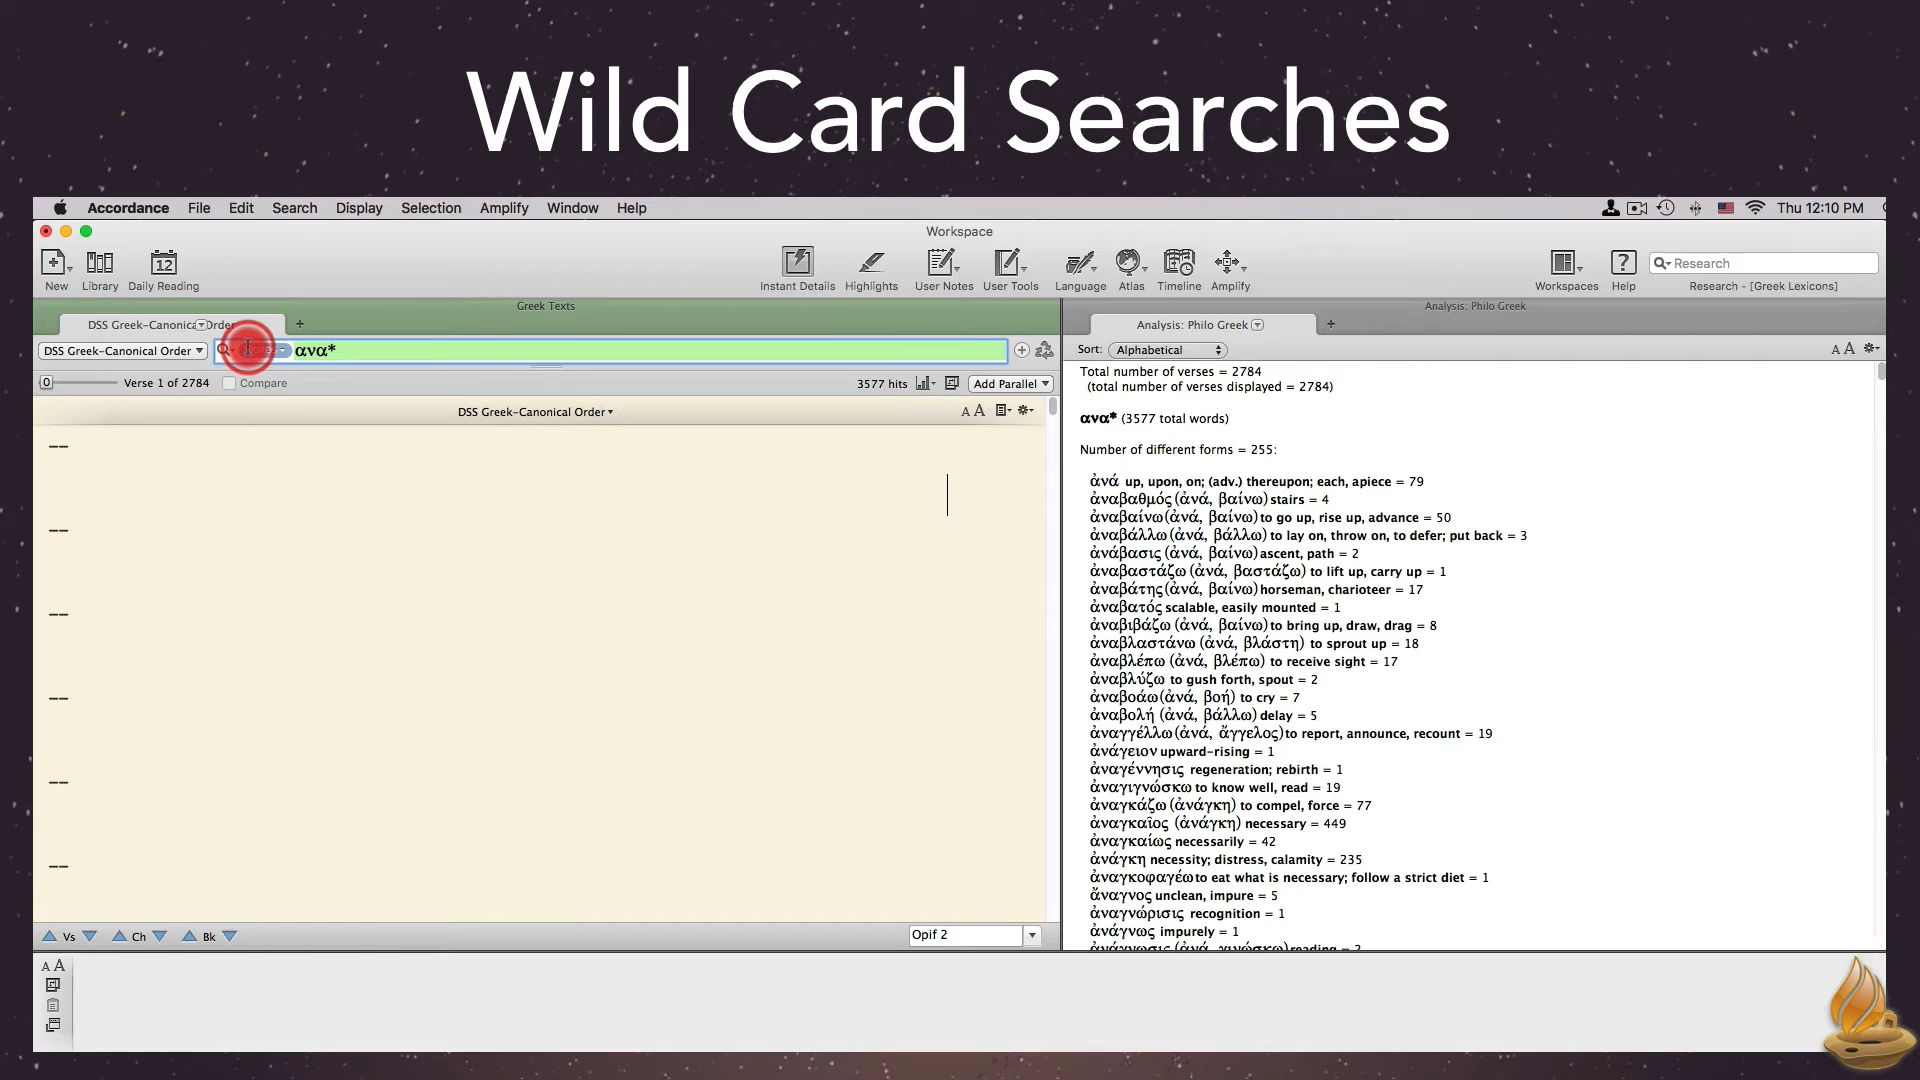 Wild Card Searches
Accordance File Edit Search Display Selection Amplify Window Help
Thu 12:10 PM
Workspace
12
New Library Daily Reading Instant Details Highlights User Notes User Tools Language Atlas Timeline Amplify Workspaces Help
Research
Research - [Greek Lexicons]
Greek Texts
DSS Greek-Canonical Order +
DSS Greek-Canonical Order ανα*
0 Verse 1 of 2784 Compare 3577 hits Add Parallel
DSS Greek-Canonical Order A A
--
--
--
--
--
--
Vs Ch Bk Opif 2
A A
Analysis: Philo Greek
Analysis: Philo Greek +
Sort: Alphabetical A A
Total number of verses = 2784
(total number of verses displayed = 2784)
ανα* (3577 total words)
Number of different forms = 255:
ἀνά up, upon, on; (adv.) thereupon; each, apiece = 79
ἀναβαθμός (ἀνά, βαίνω) stairs = 4
ἀναβαίνω (ἀνά, βαίνω) to go up, rise up, advance = 50
ἀναβάλλω (ἀνά, βάλλω) to lay on, throw on, to defer; put back = 3
ἀνάβασις (ἀνά, βαίνω) ascent, path = 2
ἀναβαστάζω (ἀνά, βαστάζω) to lift up, carry up = 1
ἀναβάτης (ἀνά, βαίνω) horseman, charioteer = 17
ἀναβατός scalable, easily mounted = 1
ἀναβιβάζω (ἀνά, βαίνω) to bring up, draw, drag = 8
ἀναβλαστάνω (ἀνά, βλάστη) to sprout up = 18
ἀναβλέπω (ἀνά, βλέπω) to receive sight = 17
ἀναβλύζω to gush forth, spout = 2
ἀναβοάω (ἀνά, βοή) to cry = 7
ἀναβολή (ἀνά, βάλλω) delay = 5
ἀναγγέλλω (ἀνά, ἄγγελος) to report, announce, recount = 19
ἀνάγειον upward-rising = 1
ἀναγέννησις regeneration; rebirth = 1
ἀναγιγνώσκω to know well, read = 19
ἀναγκάζω (ἀνάγκη) to compel, force = 77
ἀναγκαῖος (ἀνάγκη) necessary = 449
ἀναγκαίως necessarily = 42
ἀνάγκη necessity; distress, calamity = 235
ἀναγκοφαγέω to eat what is necessary; follow a strict diet = 1
ἄναγνος unclean, impure = 5
ἀναγνώρισις recognition = 1
ἀνάγνως impurely = 1
ἀνάγνωσις (ἀνά, γινώσκω) reading = 2